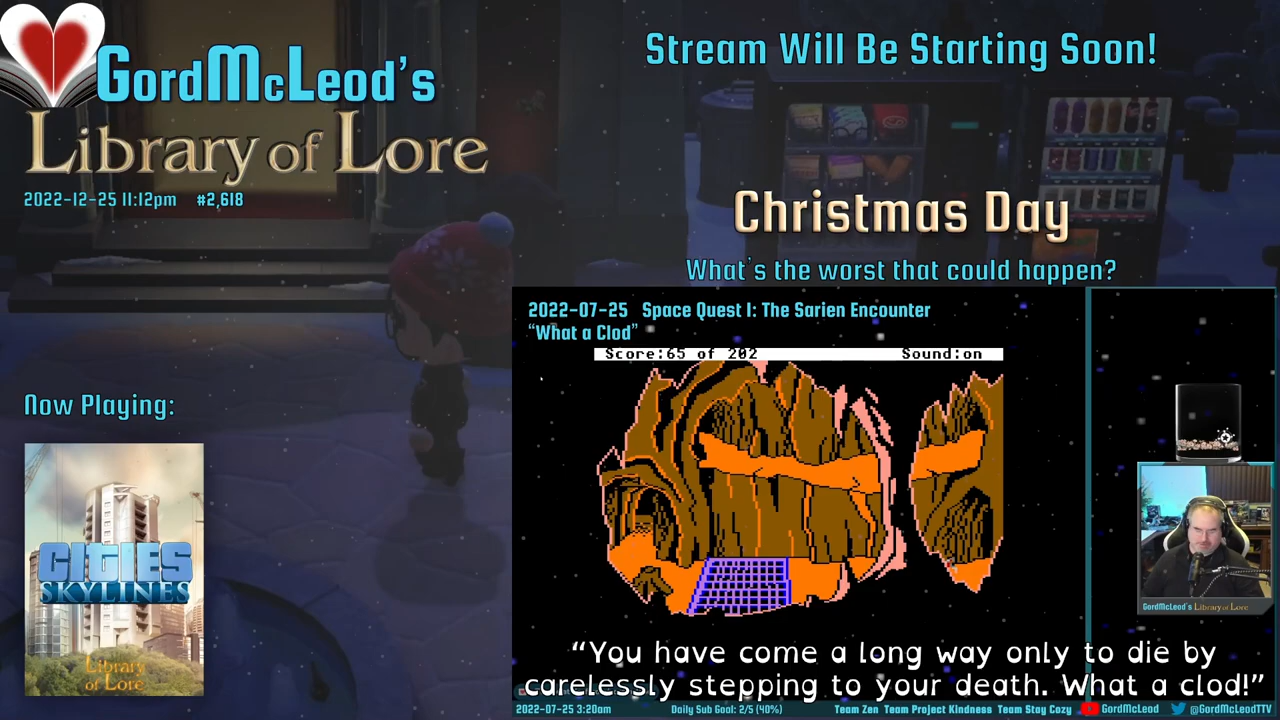 GordMcLeod's
Library of Lore
2022-12-25 11:12pm #2,618
Stream Will Be Starting Soon!
Christmas Day
What's the worst that could happen?
Now Playing:
CITIES
SKYLINES
Library
of Lore
2022-07-25 Space Quest I: The Sarien Encounter
“What a Clod”
Score:65 of 202 Sound:on
GordMcLeod's Library of Lore
“You have come a long way only to die by
carelessly stepping to your death. What a clod!”
2022-07-25 3:20am Daily Sub Goal: 2/5 (40%) Team Zen Team Project Kindness Team Stay Cozy GordMcLeod @GordMcLeodTTV